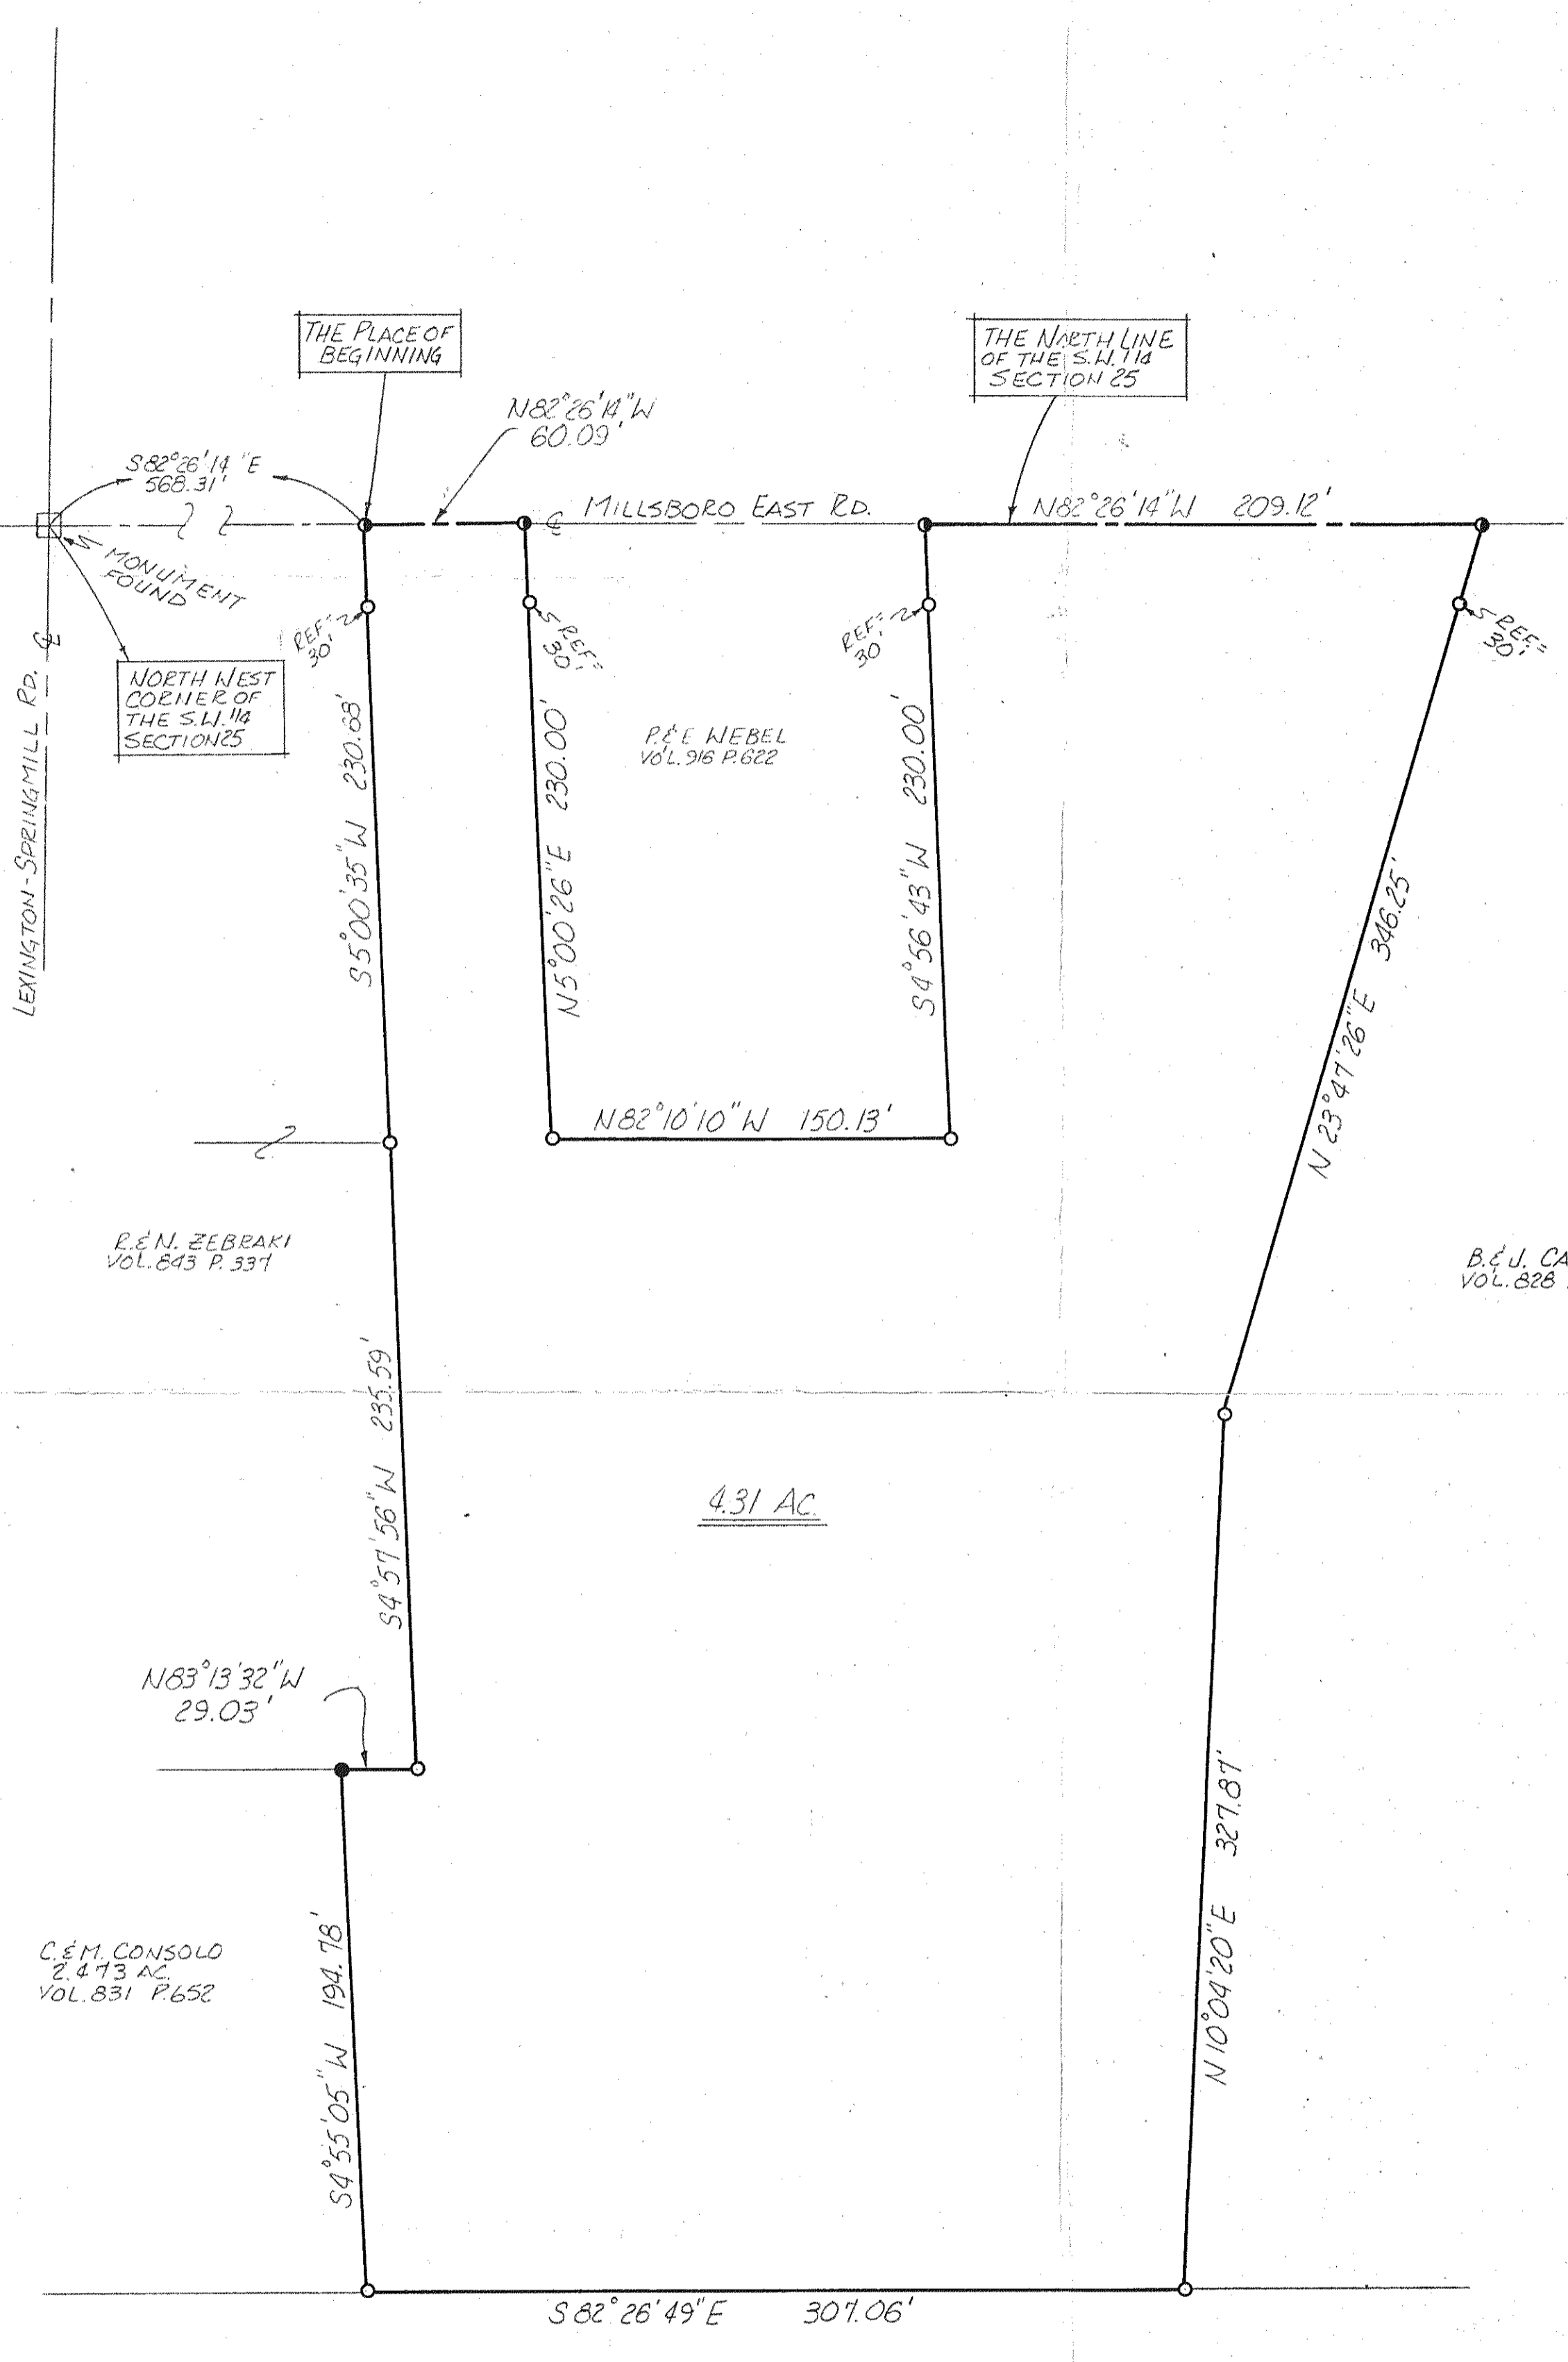 THE PLACE OF
BEGINNING
THE NORTH LINE
OF THE S.W. 1/4
SECTION 25
N82°26'14"W
60.09'
S82°26'14"E
568.31'
℄ MILLSBORO EAST RD.
N82°26'14"W 209.12'
MONUMENT
FOUND
REF=
30'
REF=
30'
REF=
30'
REF=
30'
NORTH WEST
CORNER OF
THE S.W. 1/4
SECTION 25
LEXINGTON-SPRINGMILL RD. ℄
S5°00'35"W 230.68'
N5°00'26"E 230.00'
P.&E WEBEL
VOL. 916 P.622
S4°56'43"W 230.00'
N 23°47'26"E 346.25'
N82°10'10"W 150.13'
R.&N. ZEBRAKI
VOL. 843 P. 337
B.&J. CA
VOL. 828
S4°57'56"W 235.59'
4.31 AC.
N83°13'32"W
29.03'
C.&M. CONSOLO
2.473 AC.
VOL. 831 P.652
S4°55'05"W 194.78'
N 10°04'20"E 327.87'
S 82°26'49"E 307.06'